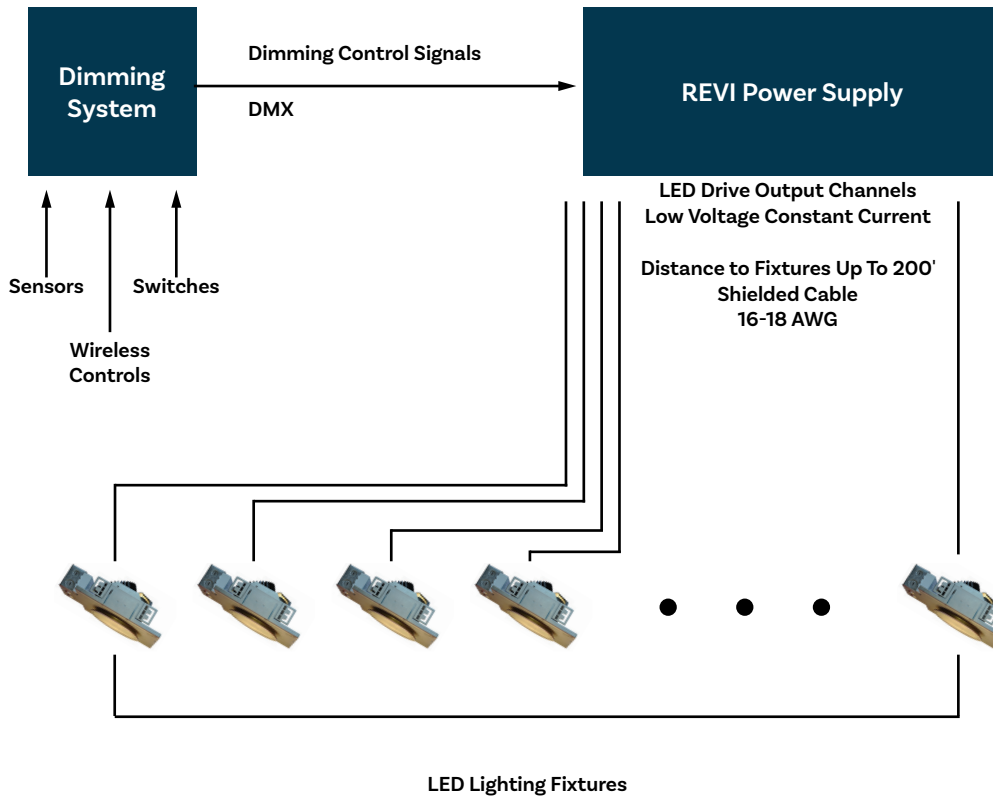 Dimming
System
Dimming Control Signals
DMX
REVI Power Supply
LED Drive Output Channels
Low Voltage Constant Current
Distance to Fixtures Up To 200'
Shielded Cable
16-18 AWG
Sensors
Switches
Wireless
Controls
LED Lighting Fixtures